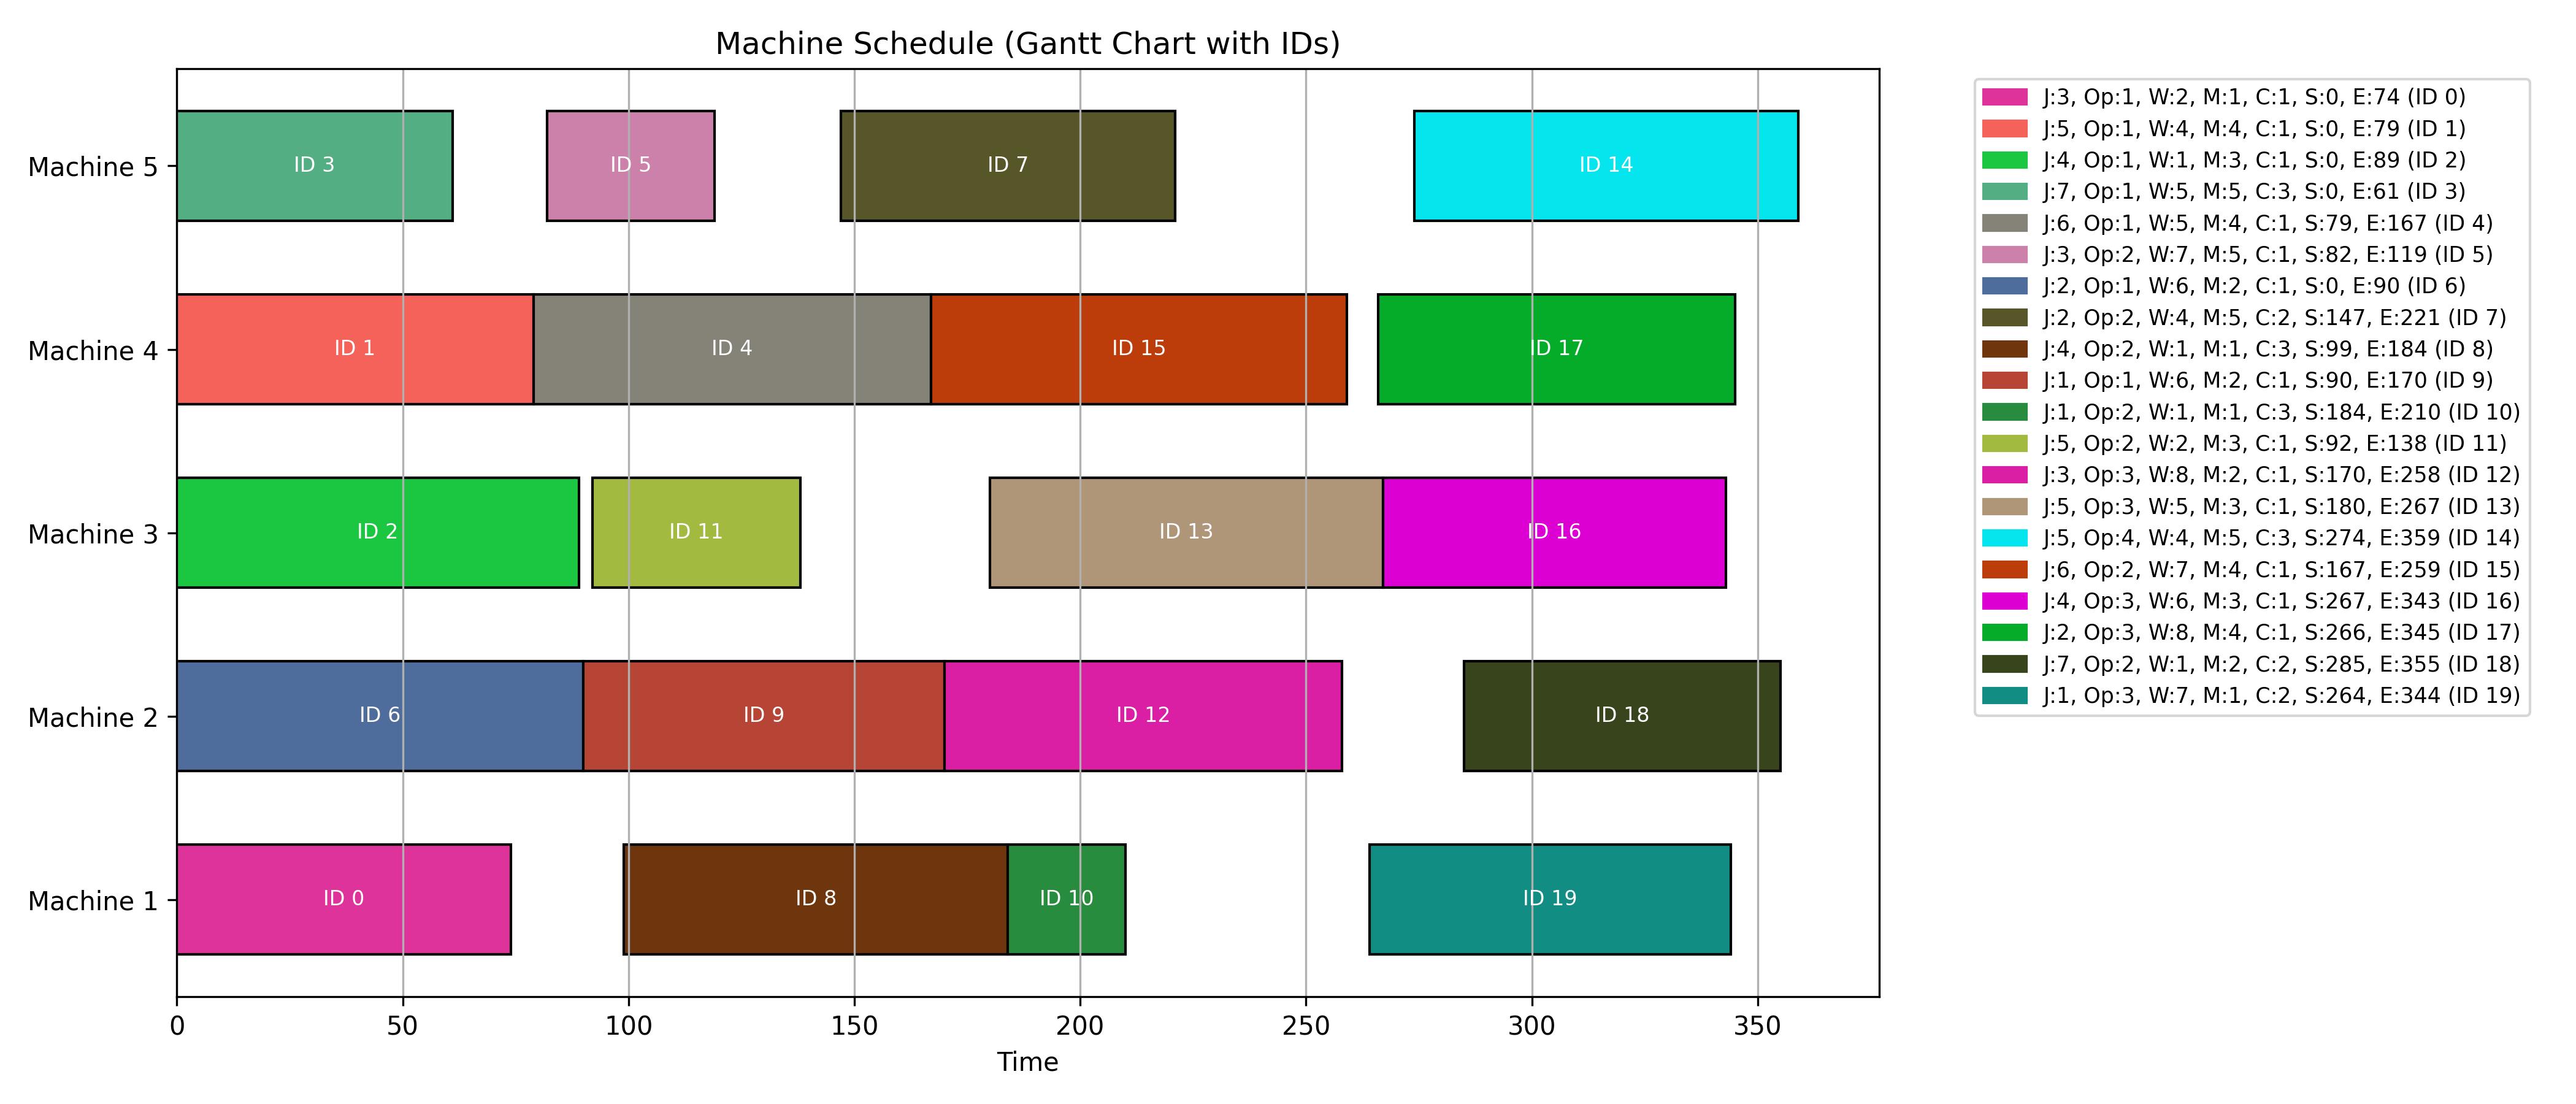 Machine Schedule (Gantt Chart with IDs)
Machine 5
ID 3
ID 5
ID 7
ID 14
Machine 4
ID 1
ID 4
ID 15
ID 17
Machine 3
ID 2
ID 11
ID 13
ID 16
Machine 2
ID 6
ID 9
ID 12
ID 18
Machine 1
ID 0
ID 8
ID 10
ID 19
0 50 100 150 200 250 300 350
Time
J:3, Op:1, W:2, M:1, C:1, S:0, E:74 (ID 0)
J:5, Op:1, W:4, M:4, C:1, S:0, E:79 (ID 1)
J:4, Op:1, W:1, M:3, C:1, S:0, E:89 (ID 2)
J:7, Op:1, W:5, M:5, C:3, S:0, E:61 (ID 3)
J:6, Op:1, W:5, M:4, C:1, S:79, E:167 (ID 4)
J:3, Op:2, W:7, M:5, C:1, S:82, E:119 (ID 5)
J:2, Op:1, W:6, M:2, C:1, S:0, E:90 (ID 6)
J:2, Op:2, W:4, M:5, C:2, S:147, E:221 (ID 7)
J:4, Op:2, W:1, M:1, C:3, S:99, E:184 (ID 8)
J:1, Op:1, W:6, M:2, C:1, S:90, E:170 (ID 9)
J:1, Op:2, W:1, M:1, C:3, S:184, E:210 (ID 10)
J:5, Op:2, W:2, M:3, C:1, S:92, E:138 (ID 11)
J:3, Op:3, W:8, M:2, C:1, S:170, E:258 (ID 12)
J:5, Op:3, W:5, M:3, C:1, S:180, E:267 (ID 13)
J:5, Op:4, W:4, M:5, C:3, S:274, E:359 (ID 14)
J:6, Op:2, W:7, M:4, C:1, S:167, E:259 (ID 15)
J:4, Op:3, W:6, M:3, C:1, S:267, E:343 (ID 16)
J:2, Op:3, W:8, M:4, C:1, S:266, E:345 (ID 17)
J:7, Op:2, W:1, M:2, C:2, S:285, E:355 (ID 18)
J:1, Op:3, W:7, M:1, C:2, S:264, E:344 (ID 19)